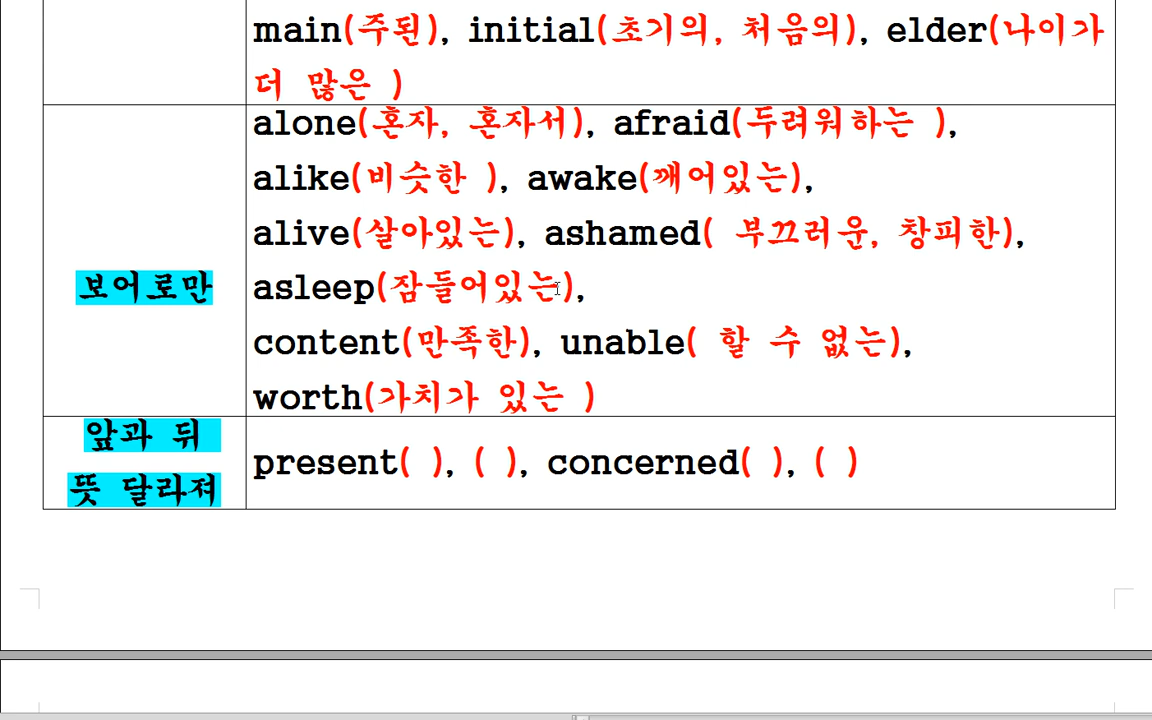 main(주된), initial(초기의, 처음의), elder(나이가
더 많은 )
alone(혼자, 혼자서), afraid(두려워하는 ),
alike(비슷한 ), awake(깨어있는),
alive(살아있는), ashamed( 부끄러운, 창피한),
보어로만
asleep(잠들어있는),
content(만족한), unable( 할 수 없는),
worth(가치가 있는 )
앞과 뒤
뜻 달라져
present( ), ( ), concerned( ), ( )